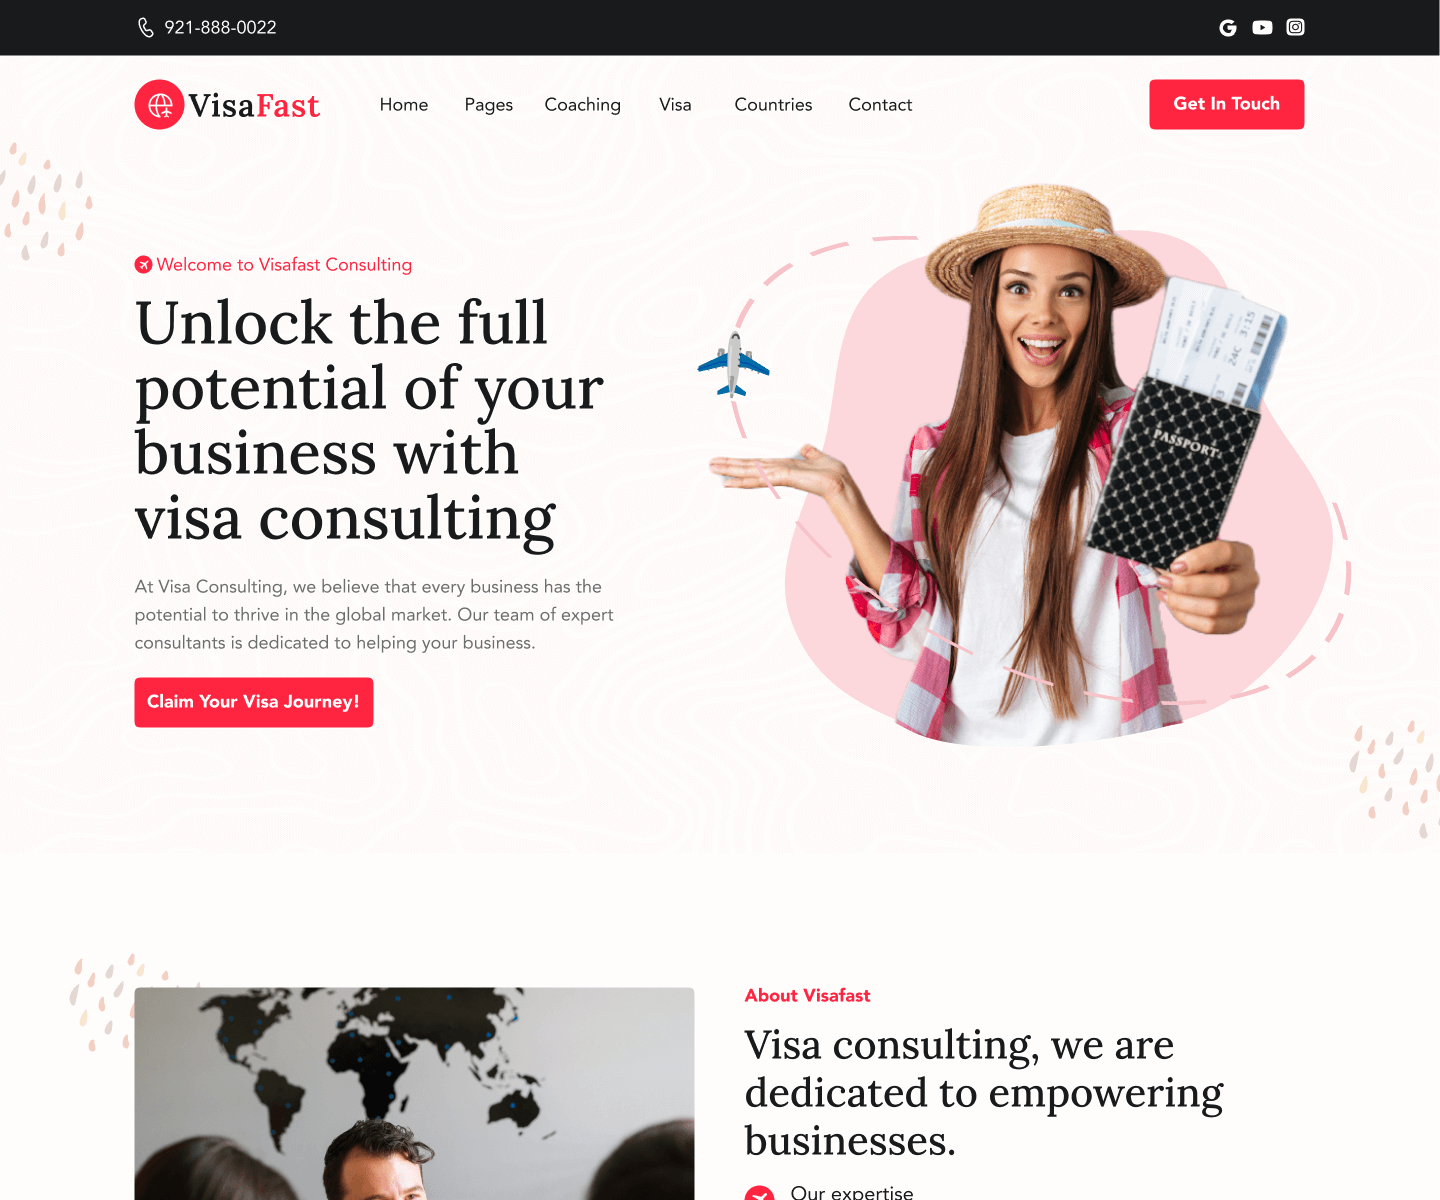 921-888-0022
VisaFast
Home Pages Coaching Visa Countries Contact
Get In Touch
Welcome to Visafast Consulting
Unlock the full
potential of your
business with
visa consulting
At Visa Consulting, we believe that every business has the
potential to thrive in the global market. Our team of expert
consultants is dedicated to helping your business.
Claim Your Visa Journey!
24C 3:15
PASSPORT
About Visafast
Visa consulting, we are
dedicated to empowering
businesses.
Our expertise